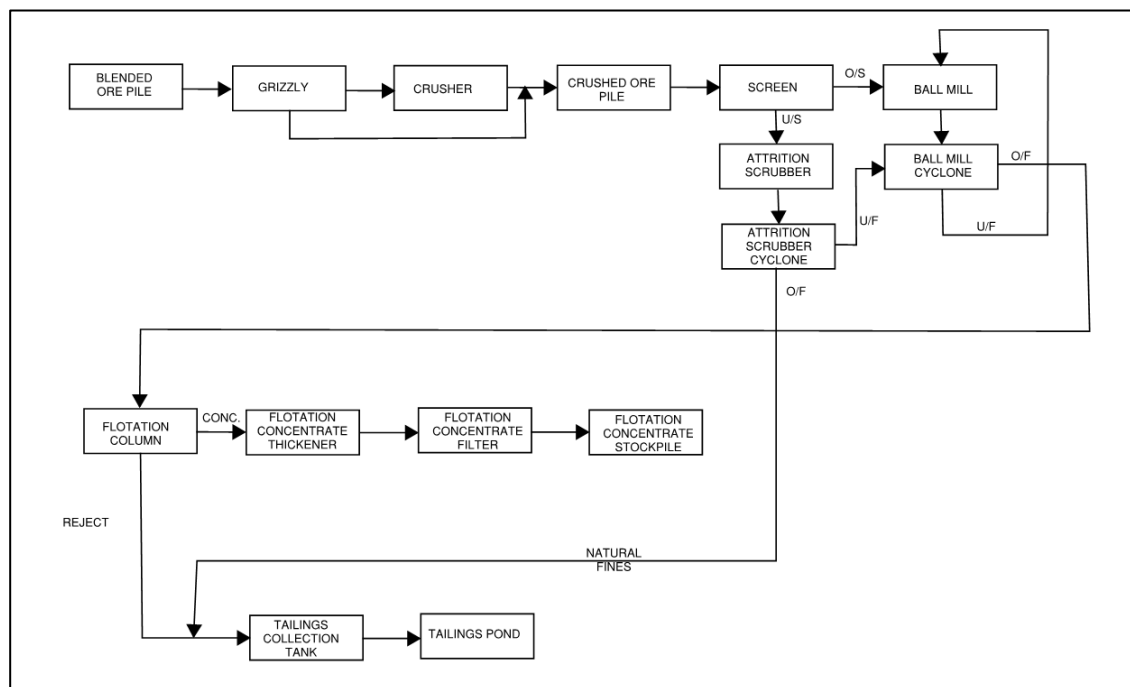 BLENDED
ORE PILE
GRIZZLY
CRUSHER
CRUSHED ORE
PILE
SCREEN
O/S
BALL MILL
U/S
ATTRITION
SCRUBBER
BALL MILL
CYCLONE
O/F
ATTRITION
SCRUBBER
CYCLONE
U/F
U/F
O/F
FLOTATION
COLUMN
CONC.
FLOTATION
CONCENTRATE
THICKENER
FLOTATION
CONCENTRATE
FILTER
FLOTATION
CONCENTRATE
STOCKPILE
REJECT
NATURAL
FINES
TAILINGS
COLLECTION
TANK
TAILINGS POND